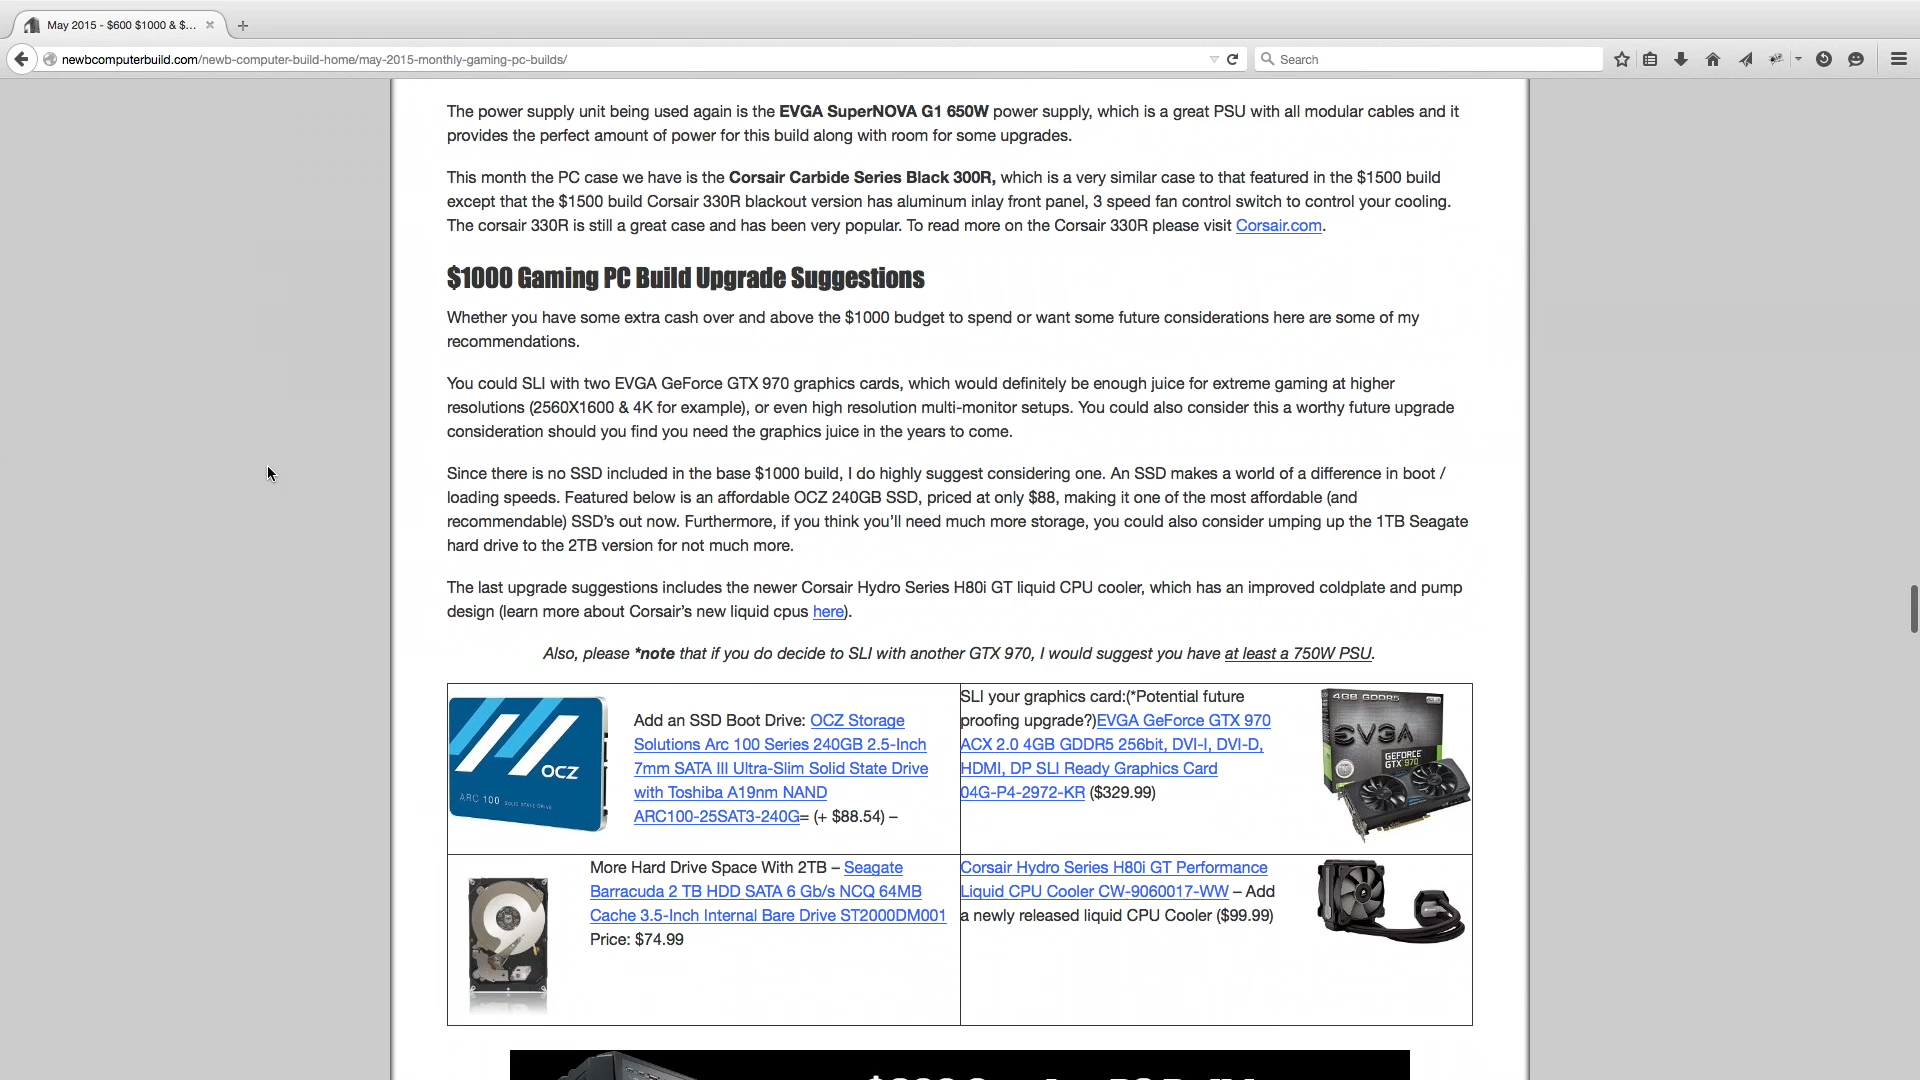 May 2015 - $600 $1000 & $...
newbcomputerbuild.com/newb-computer-build-home/may-2015-monthly-gaming-pc-builds/
Search
The power supply unit being used again is the EVGA SuperNOVA G1 650W power supply, which is a great PSU with all modular cables and it
provides the perfect amount of power for this build along with room for some upgrades.
This month the PC case we have is the Corsair Carbide Series Black 300R, which is a very similar case to that featured in the $1500 build
except that the $1500 build Corsair 330R blackout version has aluminum inlay front panel, 3 speed fan control switch to control your cooling.
The corsair 330R is still a great case and has been very popular. To read more on the Corsair 330R please visit Corsair.com.
$1000 Gaming PC Build Upgrade Suggestions
Whether you have some extra cash over and above the $1000 budget to spend or want some future considerations here are some of my
recommendations.
You could SLI with two EVGA GeForce GTX 970 graphics cards, which would definitely be enough juice for extreme gaming at higher
resolutions (2560X1600 & 4K for example), or even high resolution multi-monitor setups. You could also consider this a worthy future upgrade
consideration should you find you need the graphics juice in the years to come.
Since there is no SSD included in the base $1000 build, I do highly suggest considering one. An SSD makes a world of a difference in boot /
loading speeds. Featured below is an affordable OCZ 240GB SSD, priced at only $88, making it one of the most affordable (and
recommendable) SSD's out now. Furthermore, if you think you'll need much more storage, you could also consider umping up the 1TB Seagate
hard drive to the 2TB version for not much more.
The last upgrade suggestions includes the newer Corsair Hydro Series H80i GT liquid CPU cooler, which has an improved coldplate and pump
design (learn more about Corsair's new liquid cpus here).
Also, please *note that if you do decide to SLI with another GTX 970, I would suggest you have at least a 750W PSU.
OCZ
ARC 100 SOLID STATE DRIVE
Add an SSD Boot Drive: OCZ Storage
Solutions Arc 100 Series 240GB 2.5-Inch
7mm SATA III Ultra-Slim Solid State Drive
with Toshiba A19nm NAND
ARC100-25SAT3-240G= (+ $88.54) –
SLI your graphics card:(*Potential future
proofing upgrade?)EVGA GeForce GTX 970
ACX 2.0 4GB GDDR5 256bit, DVI-I, DVI-D,
HDMI, DP SLI Ready Graphics Card
04G-P4-2972-KR ($329.99)
4GB GDDR5
EVGA
GEFORCE
GTX 970
More Hard Drive Space With 2TB – Seagate
Barracuda 2 TB HDD SATA 6 Gb/s NCQ 64MB
Cache 3.5-Inch Internal Bare Drive ST2000DM001
Price: $74.99
Corsair Hydro Series H80i GT Performance
Liquid CPU Cooler CW-9060017-WW – Add
a newly released liquid CPU Cooler ($99.99)